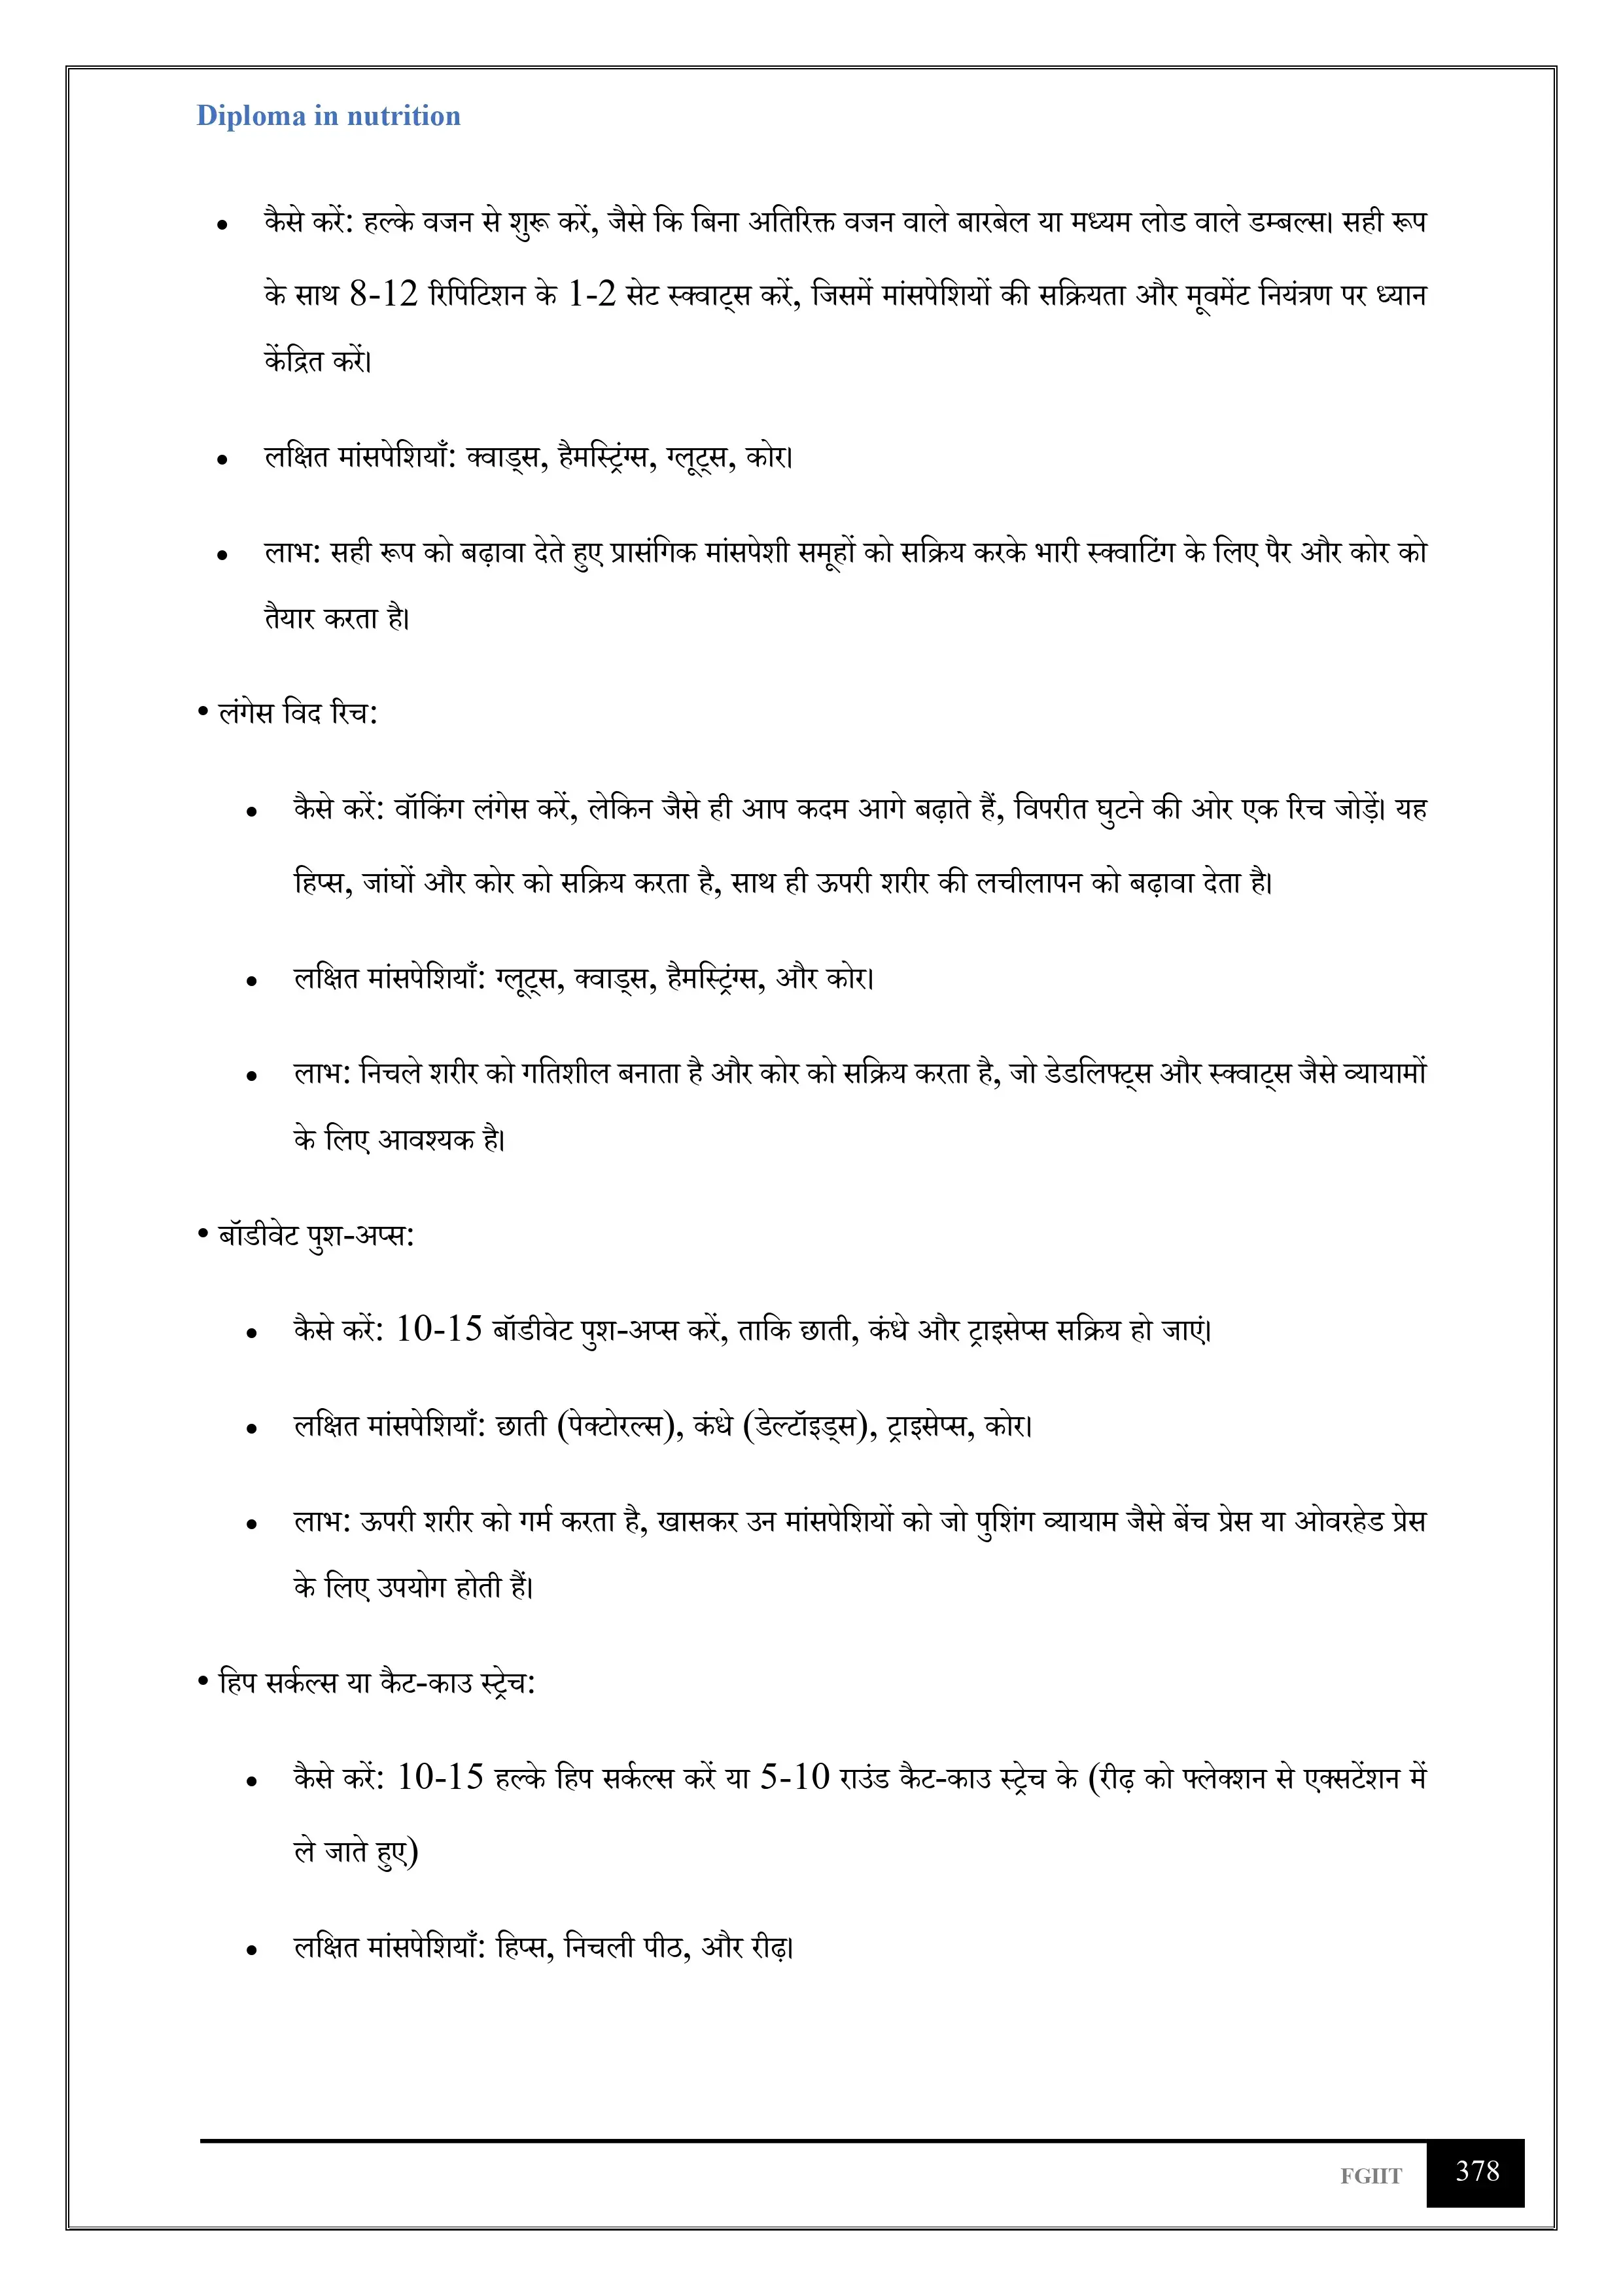 Diploma in nutrition
• कैसे करें: हल्के वजन से शुरू करें, जैसे कि बिना अतिरिक्त वजन वाले बारबेल या मध्यम लोड वाले डम्बल्स। सही रूप
के साथ 8-12 रिपिटिशन के 1-2 सेट स्क्वाट्स करें, जिसमें मांसपेशियों की सक्रियता और मूवमेंट नियंत्रण पर ध्यान
केंद्रित करें।
• लक्षित मांसपेशियाँ: क्वाड्स, हैमस्ट्रिंग्स, ग्लूट्स, कोर।
• लाभ: सही रूप को बढ़ावा देते हुए प्रासंगिक मांसपेशी समूहों को सक्रिय करके भारी स्क्वाटिंग के लिए पैर और कोर को
तैयार करता है।
• लंगेस विद रिच:
• कैसे करें: वॉकिंग लंगेस करें, लेकिन जैसे ही आप कदम आगे बढ़ाते हैं, विपरीत घुटने की ओर एक रिच जोड़ें। यह
हिप्स, जांघों और कोर को सक्रिय करता है, साथ ही ऊपरी शरीर की लचीलापन को बढ़ावा देता है।
• लक्षित मांसपेशियाँ: ग्लूट्स, क्वाड्स, हैमस्ट्रिंग्स, और कोर।
• लाभ: निचले शरीर को गतिशील बनाता है और कोर को सक्रिय करता है, जो डेडलिफ्ट्स और स्क्वाट्स जैसे व्यायामों
के लिए आवश्यक है।
• बॉडीवेट पुश-अप्स:
• कैसे करें: 10-15 बॉडीवेट पुश-अप्स करें, ताकि छाती, कंधे और ट्राइसेप्स सक्रिय हो जाएं।
• लक्षित मांसपेशियाँ: छाती (पेक्टोरल्स), कंधे (डेल्टॉइड्स), ट्राइसेप्स, कोर।
• लाभ: ऊपरी शरीर को गर्म करता है, खासकर उन मांसपेशियों को जो पुशिंग व्यायाम जैसे बेंच प्रेस या ओवरहेड प्रेस
के लिए उपयोग होती हैं।
• हिप सर्कल्स या कैट-काउ स्ट्रेच:
• कैसे करें: 10-15 हल्के हिप सर्कल्स करें या 5-10 राउंड कैट-काउ स्ट्रेच के (रीढ़ को फ्लेक्शन से एक्सटेंशन में
ले जाते हुए)
• लक्षित मांसपेशियाँ: हिप्स, निचली पीठ, और रीढ़।
FGIIT 378